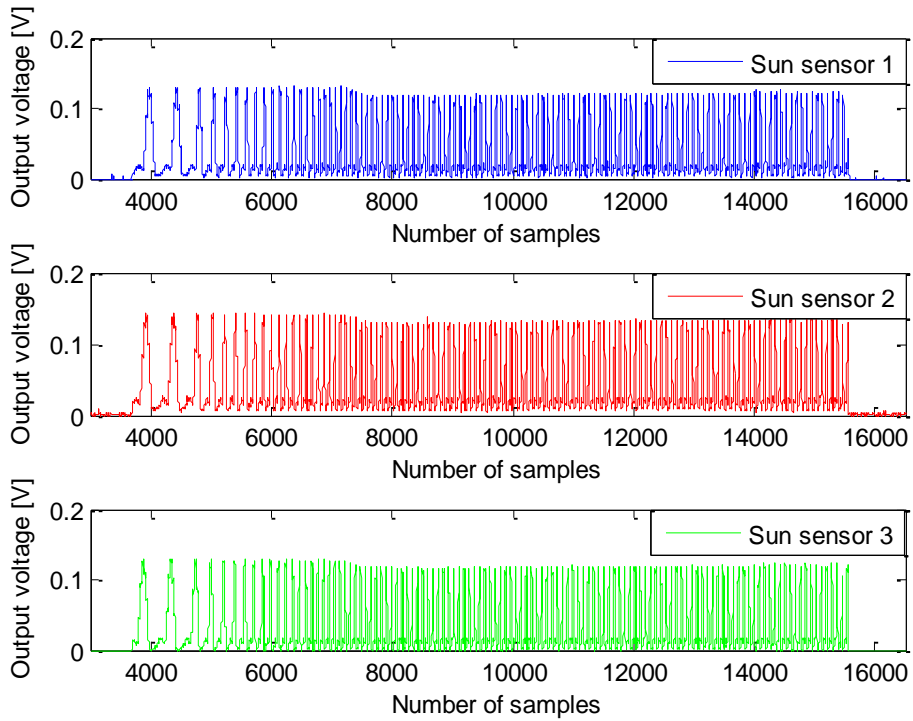 0.2
Sun sensor 1
0.1
0
Output voltage [V]
4000 6000 8000 10000 12000 14000 16000
Number of samples
0.2
Sun sensor 2
0.1
0
Output voltage [V]
4000 6000 8000 10000 12000 14000 16000
Number of samples
0.2
Sun sensor 3
0.1
0
Output voltage [V]
4000 6000 8000 10000 12000 14000 16000
Number of samples